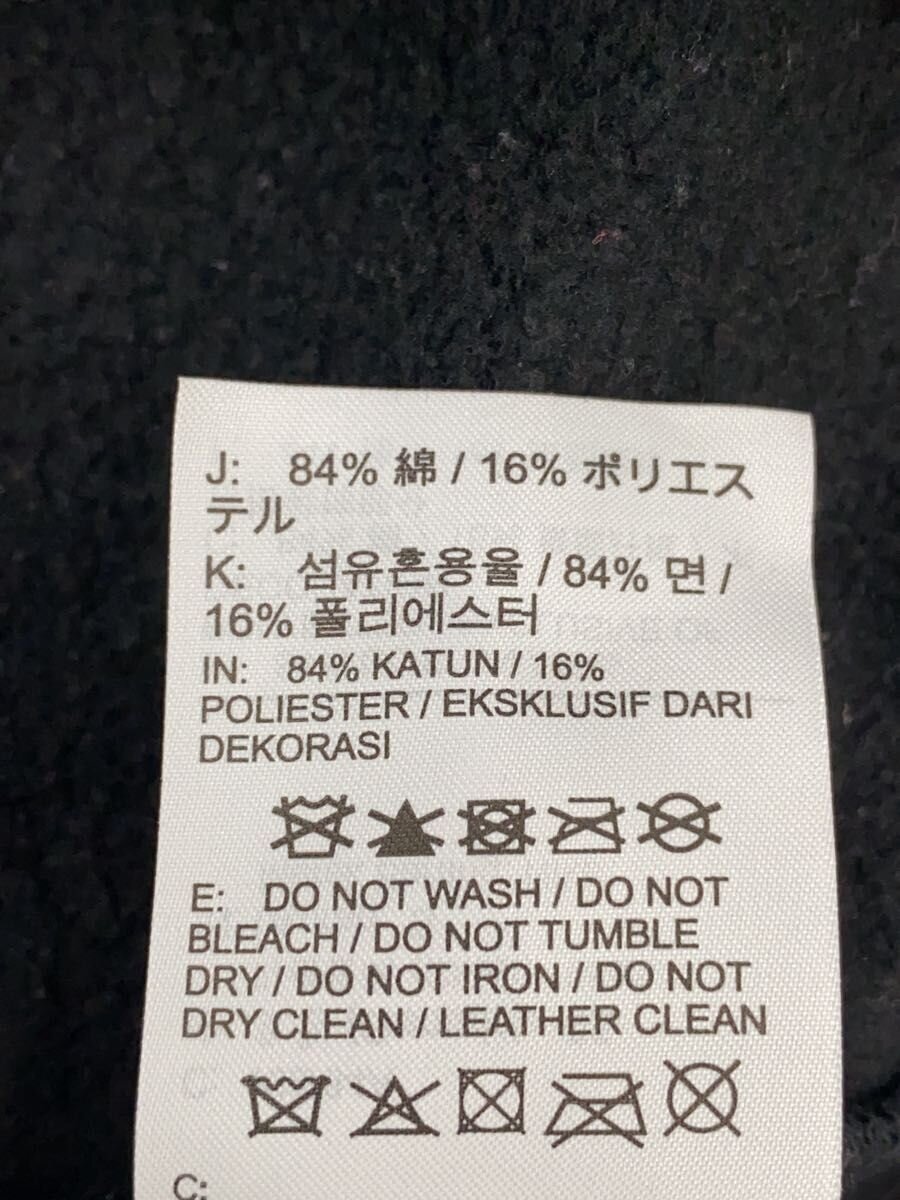 J: 84% 綿 / 16% ポリエス
テル
K: 섬유혼용율 / 84% 면 /
16% 폴리에스터
IN: 84% KATUN / 16%
POLIESTER / EKSKLUSIF DARI
DEKORASI
E: DO NOT WASH / DO NOT
BLEACH / DO NOT TUMBLE
DRY / DO NOT IRON / DO NOT
DRY CLEAN / LEATHER CLEAN
C: